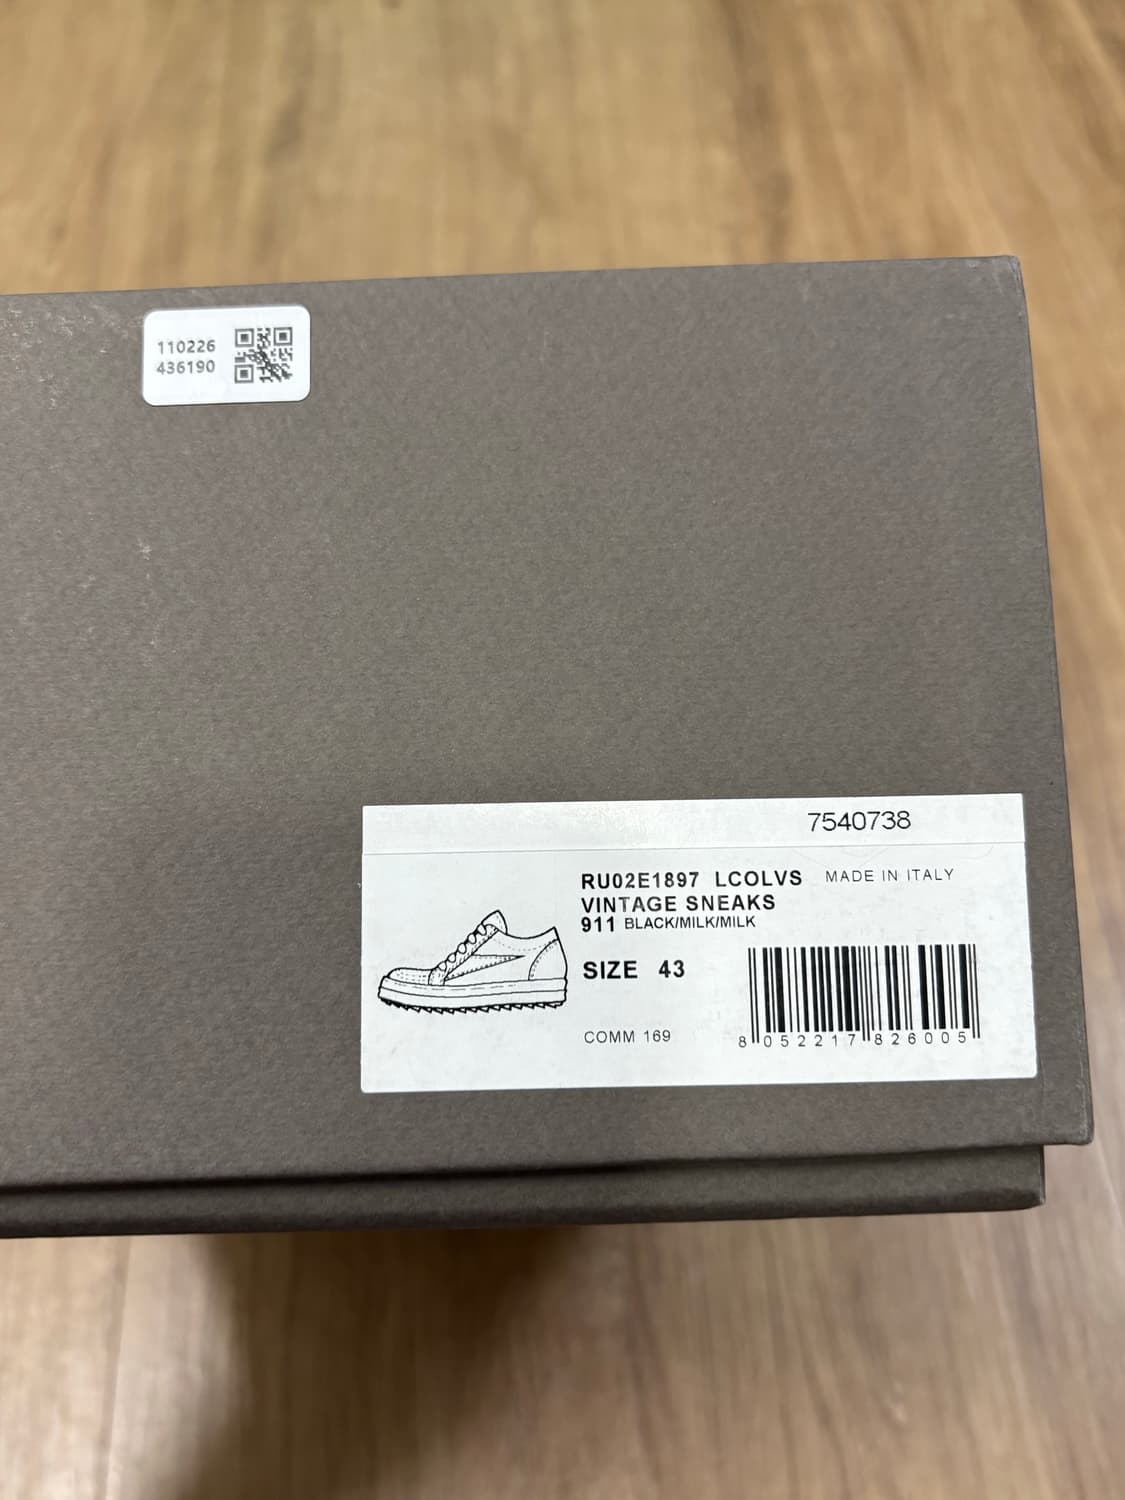 110226
436190
7540738
RU02E1897 LCOLVS MADE IN ITALY
VINTAGE SNEAKS
911 BLACK/MILK/MILK
SIZE 43
COMM 169
8 052217 826005